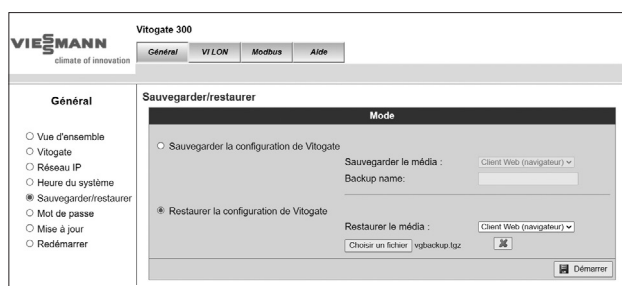 VIESMANN
climate of innovation
Vitogate 300
Général VI LON Modbus Aide
Général
Vue d'ensemble
Vitogate
Réseau IP
Heure du système
Sauvegarder/restaurer
Mot de passe
Mise à jour
Redémarrer
Sauvegarder/restaurer
Mode
Sauvegarder la configuration de Vitogate
Sauvegarder le média : Client Web (navigateur)
Backup name:
Restaurer la configuration de Vitogate
Restaurer le média : Client Web (navigateur)
Choisir un fichier vgbackup.tgz
Démarrer